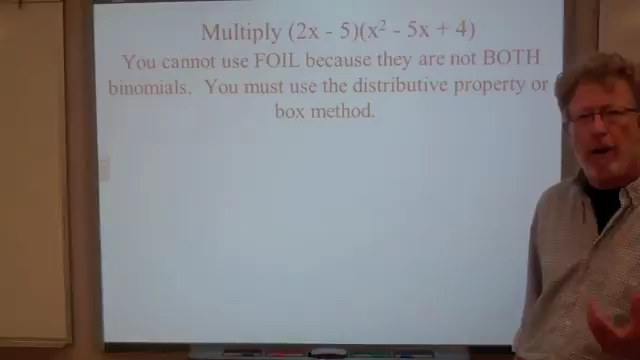 Multiply (2x - 5)(x² - 5x + 4)
You cannot use FOIL because they are not BOTH
binomials. You must use the distributive property or
box method.